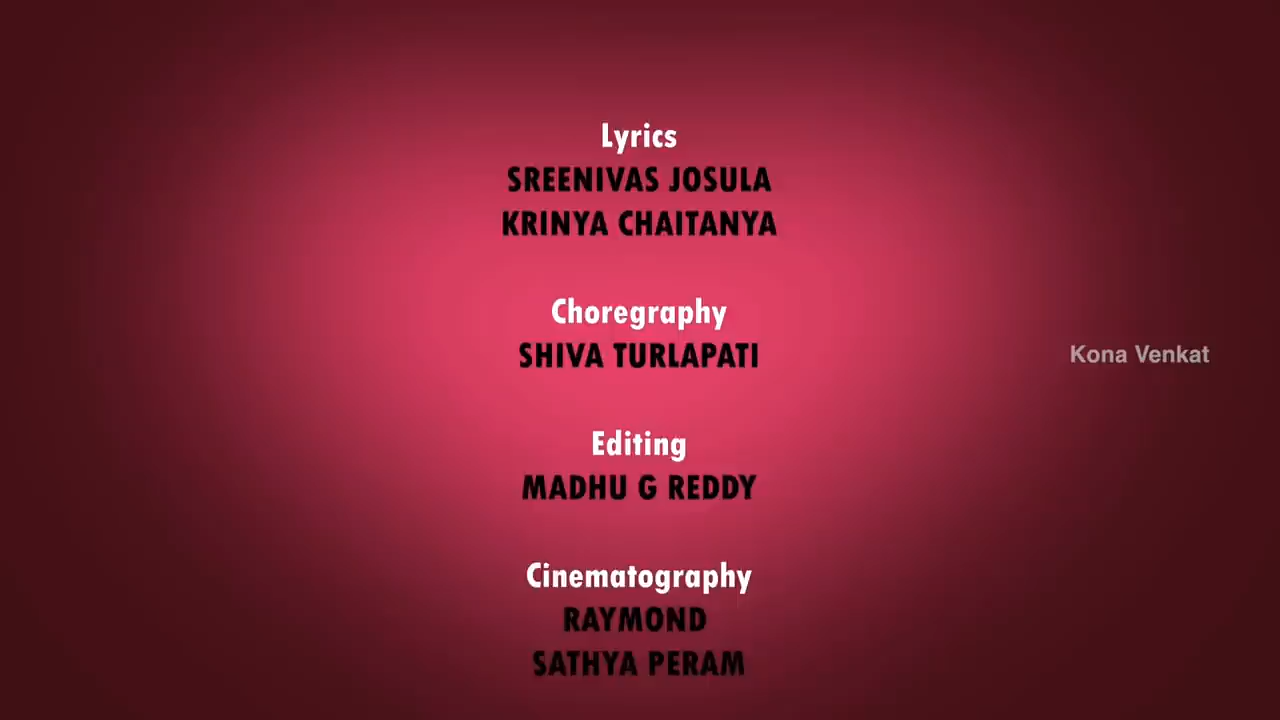 Lyrics
SREENIVAS JOSULA
KRINYA CHAITANYA
Choregraphy
SHIVA TURLAPATI
Kona Venkat
Editing
MADHU G REDDY
Cinematography
RAYMOND
SATHYA PERAM